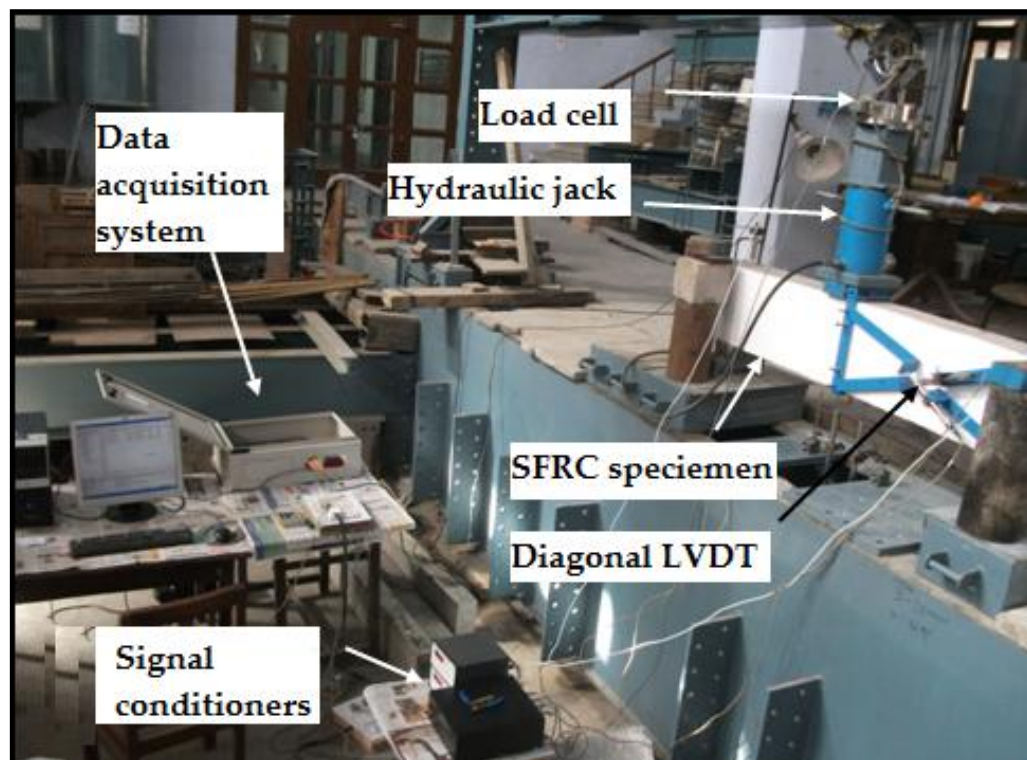 Load cell
Data
acquisition
system
Hydraulic jack
SFRC speciemen
Diagonal LVDT
Signal
conditioners